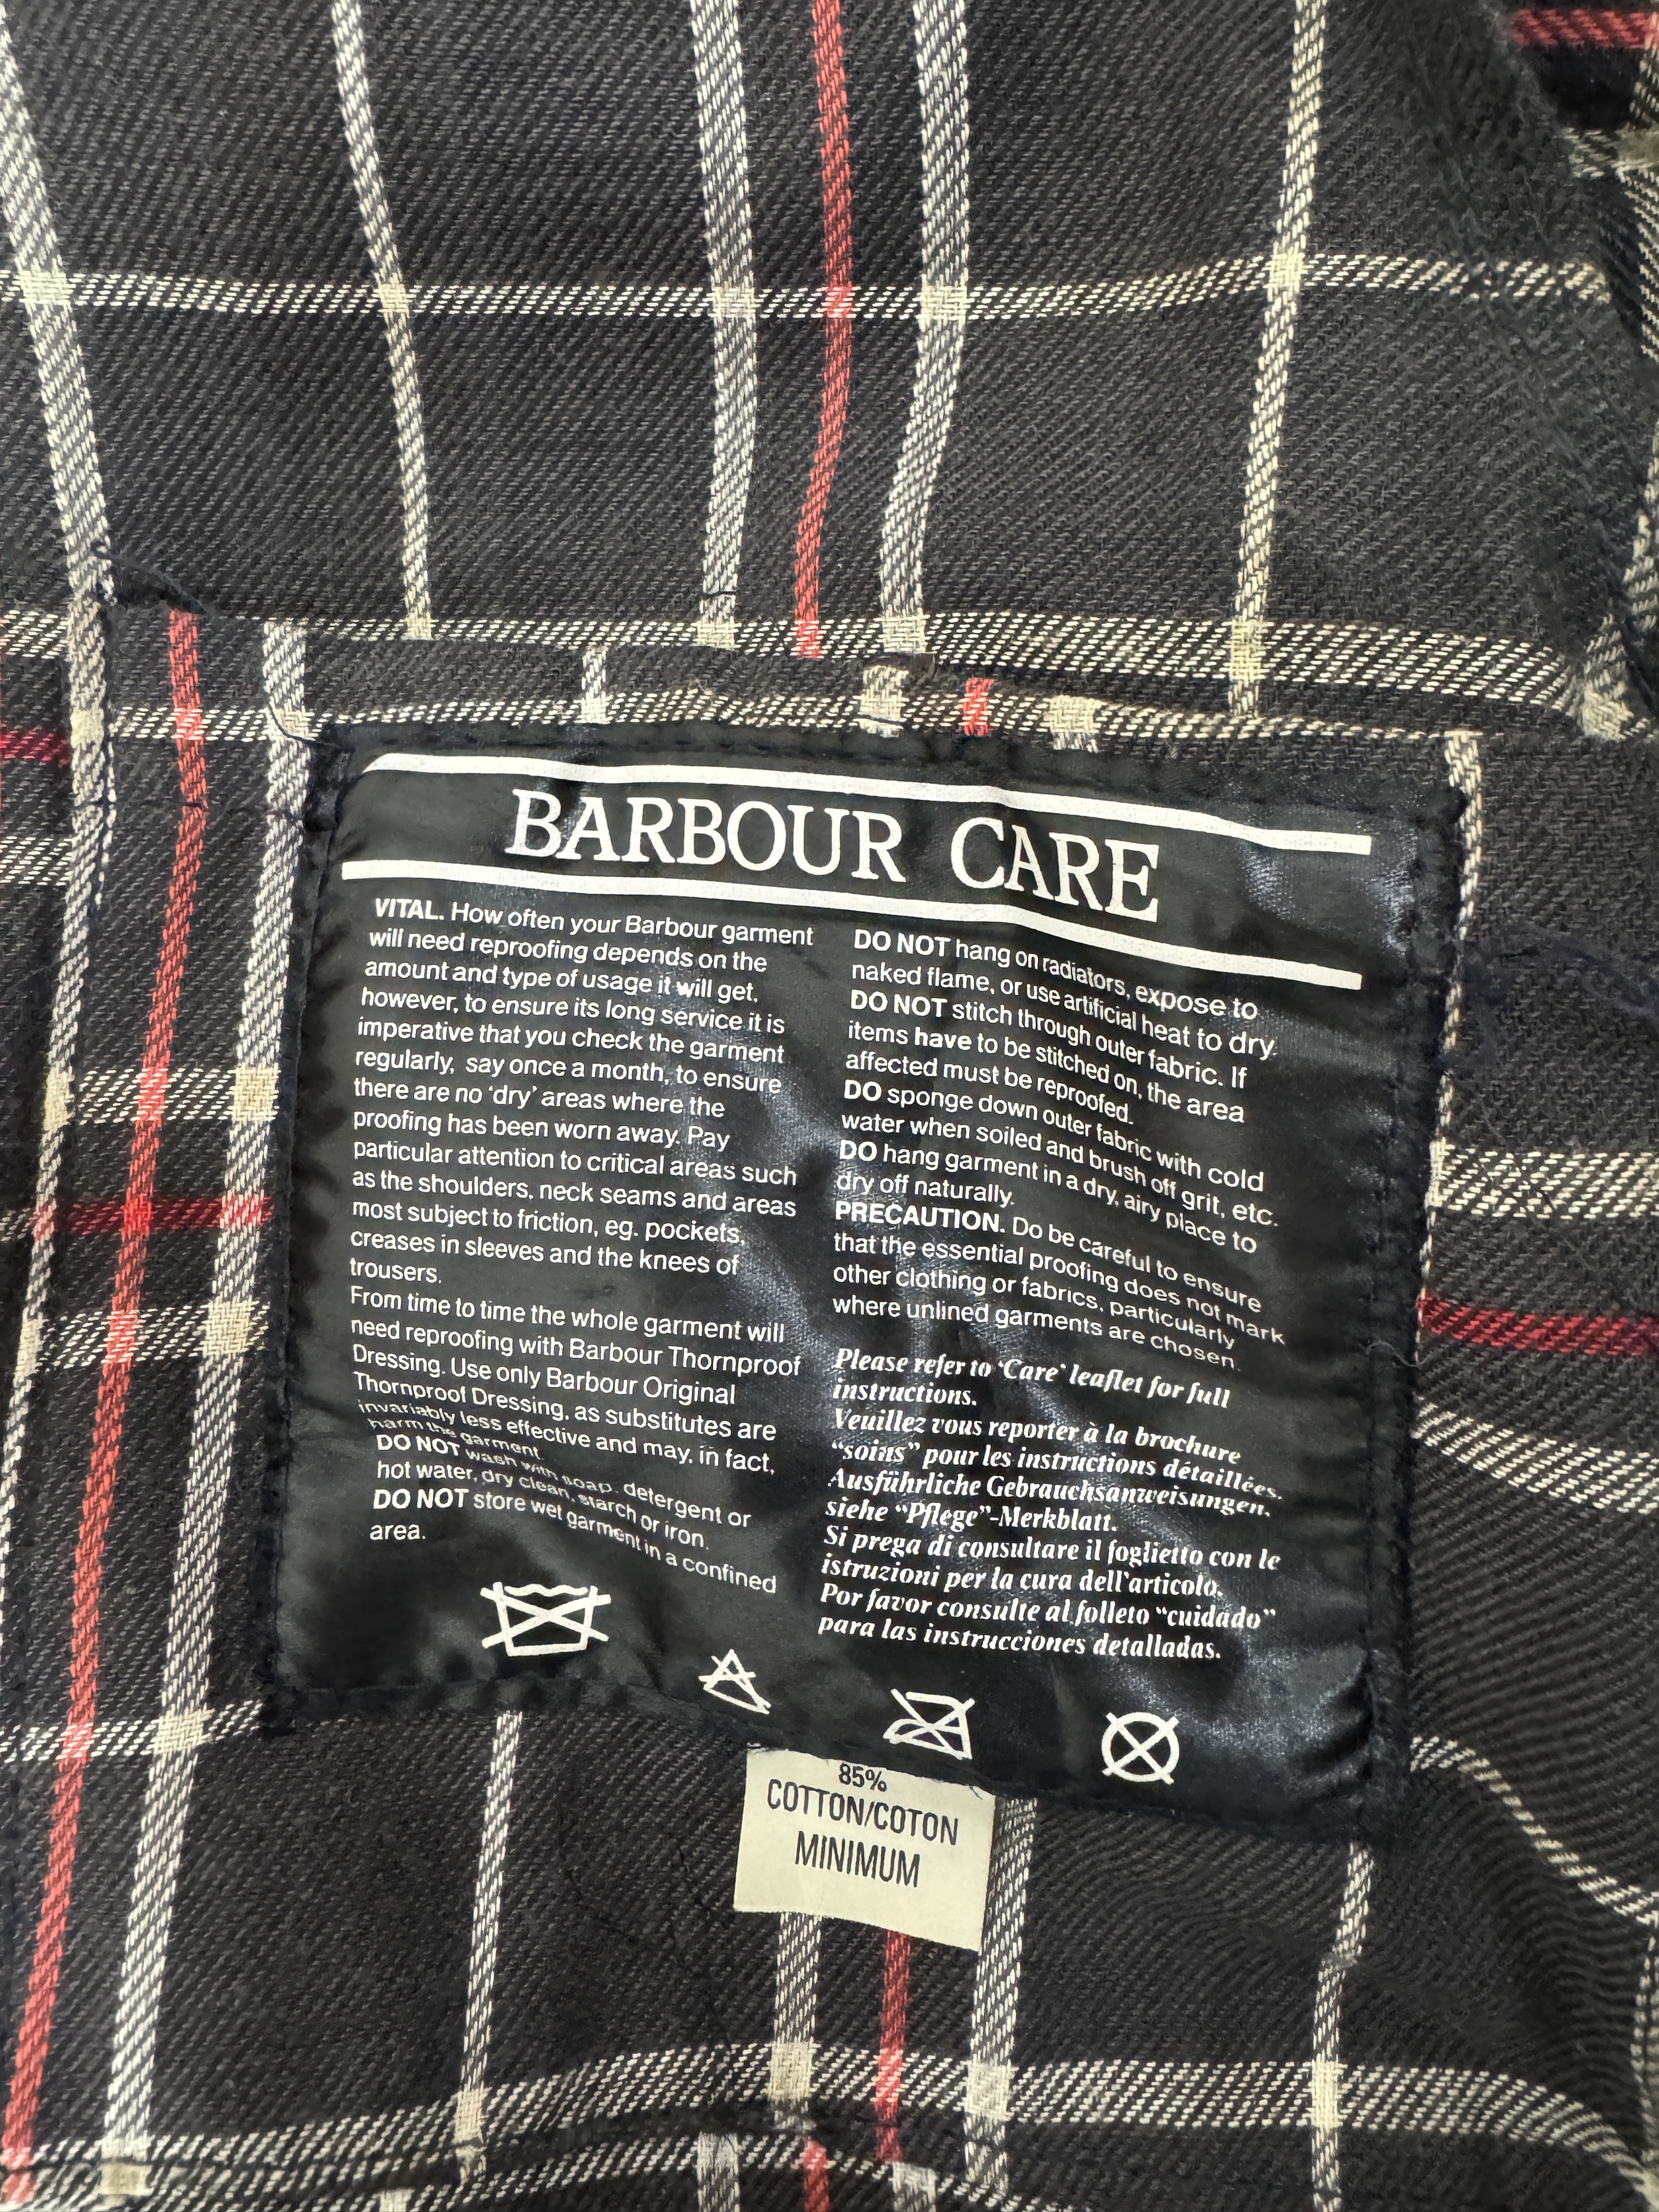 BARBOUR CARE
VITAL. How often your Barbour garment
will need reproofing depends on the
amount and type of usage it will get,
however, to ensure its long service it is
imperative that you check the garment
regularly, say once a month, to ensure
there are no ‘dry’ areas where the
proofing has been worn away. Pay
particular attention to critical areas such
as the shoulders, neck seams and areas
most subject to friction, eg. pockets,
creases in sleeves and the knees of
trousers.
From time to time the whole garment will
need reproofing with Barbour Thornproof
Dressing. Use only Barbour Original
Thornproof Dressing, as substitutes are
invariably less effective and may, in fact,
harm the garment.
DO NOT wash with soap, detergent or
hot water, dry clean, starch or iron.
DO NOT store wet garment in a confined
area.
DO NOT hang on radiators, expose to
naked flame, or use artificial heat to dry.
DO NOT stitch through outer fabric. If
items have to be stitched on, the area
affected must be reproofed.
DO sponge down outer fabric with cold
water when soiled and brush off grit, etc.
DO hang garment in a dry, airy place to
dry off naturally.
PRECAUTION. Do be careful to ensure
that the essential proofing does not mark
other clothing or fabrics, particularly
where unlined garments are chosen.
Please refer to ‘Care’ leaflet for full
instructions.
Veuillez vous reporter à la brochure
“soins” pour les instructions détaillées.
Ausführliche Gebrauchsanweisungen,
siehe “Pflege”-Merkblatt.
Si prega di consultare il foglietto con le
istruzioni per la cura dell'articolo.
Por favor consulte al folleto “cuidado”
para las instrucciones detalladas.
85%
COTTON/COTON
MINIMUM